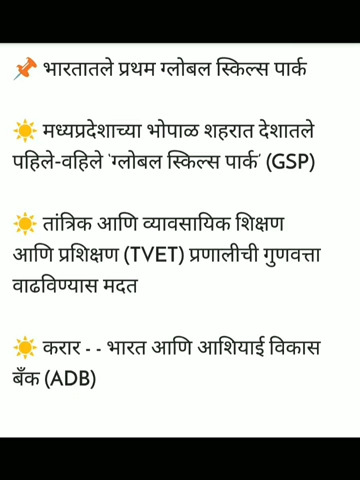 📌 भारतातले प्रथम ग्लोबल स्किल्स पार्क
☀️ मध्यप्रदेशाच्या भोपाळ शहरात देशातले
पहिले-वहिले 'ग्लोबल स्किल्स पार्क' (GSP)
☀️ तांत्रिक आणि व्यावसायिक शिक्षण
आणि प्रशिक्षण (TVET) प्रणालीची गुणवत्ता
वाढविण्यास मदत
☀️ करार - - भारत आणि आशियाई विकास
बँक (ADB)